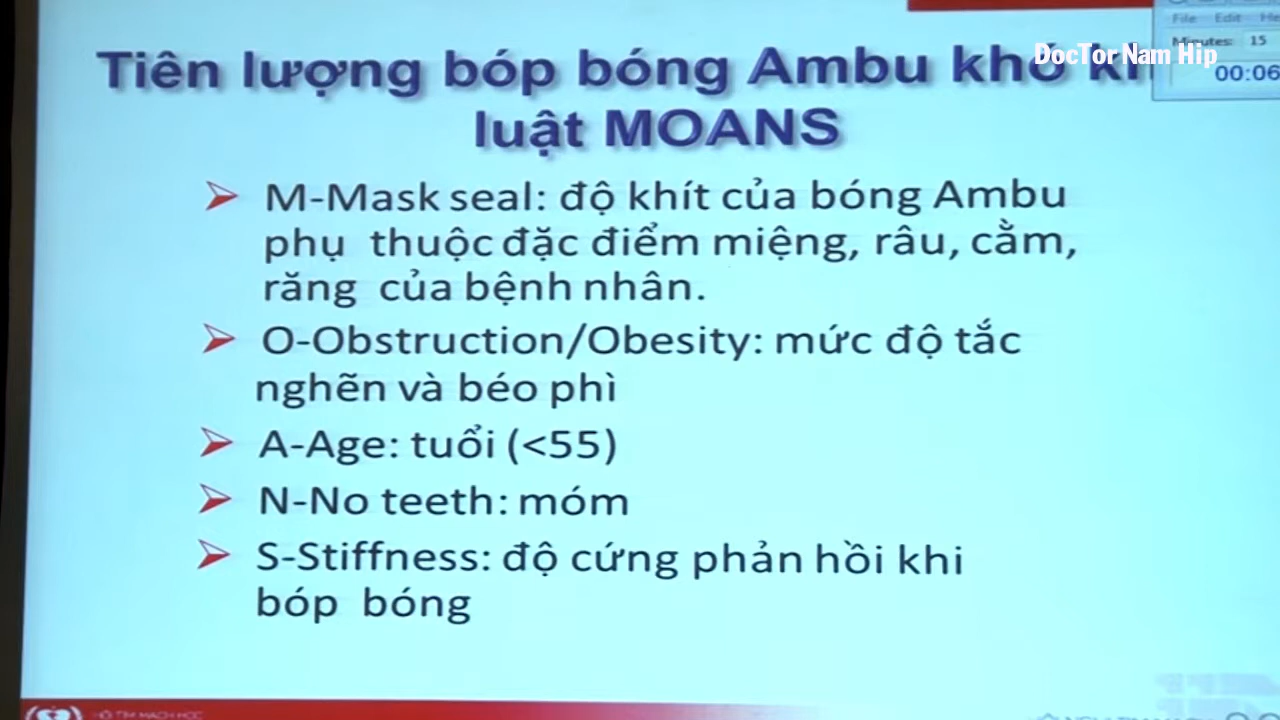 File Edit
Minutes: 15
DocTor Nam Hip
00:06
Tiên lượng bóp bóng Ambu khó
luật MOANS
M-Mask seal: độ khít của bóng Ambu
phụ thuộc đặc điểm miệng, râu, cằm,
răng của bệnh nhân.
O-Obstruction/Obesity: mức độ tắc
nghẽn và béo phì
A-Age: tuổi (<55)
N-No teeth: móm
S-Stiffness: độ cứng phản hồi khi
bóp bóng